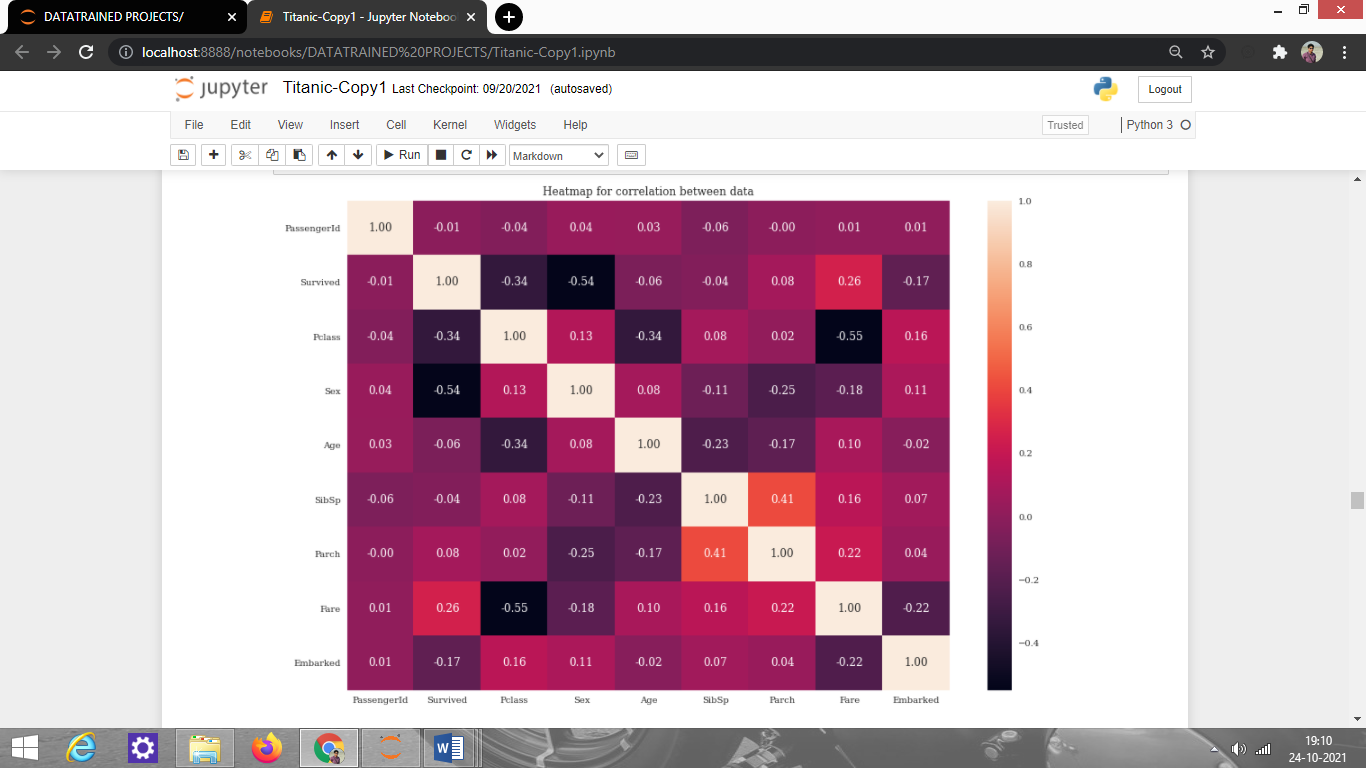 DATATRAINED PROJECTS/
Titanic-Copy1 - Jupyter Noteboo
localhost:8888/notebooks/DATATRAINED%20PROJECTS/Titanic-Copy1.ipynb
jupyter Titanic-Copy1 Last Checkpoint: 09/20/2021 (autosaved)
Logout
File Edit View Insert Cell Kernel Widgets Help
Trusted
Python 3
Run
Markdown
Heatmap for correlation between data
PassengerId 1.00 -0.01 -0.04 0.04 0.03 -0.06 -0.00 0.01 0.01
Survived -0.01 1.00 -0.34 -0.54 -0.06 -0.04 0.08 0.26 -0.17
Pclass -0.04 -0.34 1.00 0.13 -0.34 0.08 0.02 -0.55 0.16
Sex 0.04 -0.54 0.13 1.00 0.08 -0.11 -0.25 -0.18 0.11
Age 0.03 -0.06 -0.34 0.08 1.00 -0.23 -0.17 0.10 -0.02
SibSp -0.06 -0.04 0.08 -0.11 -0.23 1.00 0.41 0.16 0.07
Parch -0.00 0.08 0.02 -0.25 -0.17 0.41 1.00 0.22 0.04
Fare 0.01 0.26 -0.55 -0.18 0.10 0.16 0.22 1.00 -0.22
Embarked 0.01 -0.17 0.16 0.11 -0.02 0.07 0.04 -0.22 1.00
PassengerId Survived Pclass Sex Age SibSp Parch Fare Embarked
1.0
0.8
0.6
0.4
0.2
0.0
−0.2
−0.4
19:10
24-10-2021